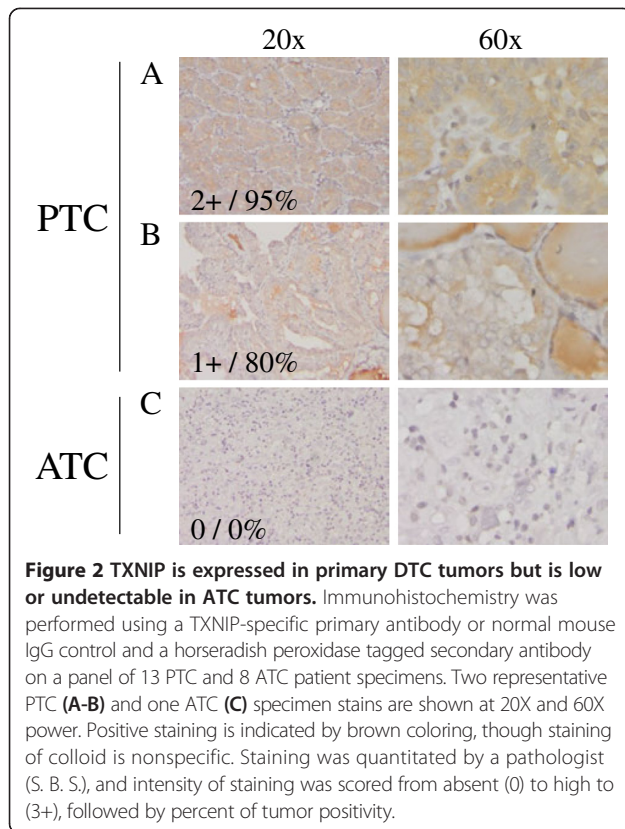 20x 60x
A
2+ / 95%
PTC
B
1+ / 80%
C
ATC
0 / 0%
Figure 2 TXNIP is expressed in primary DTC tumors but is low
or undetectable in ATC tumors. Immunohistochemistry was
performed using a TXNIP-specific primary antibody or normal mouse
IgG control and a horseradish peroxidase tagged secondary antibody
on a panel of 13 PTC and 8 ATC patient specimens. Two representative
PTC (A-B) and one ATC (C) specimen stains are shown at 20X and 60X
power. Positive staining is indicated by brown coloring, though staining
of colloid is nonspecific. Staining was quantitated by a pathologist
(S. B. S.), and intensity of staining was scored from absent (0) to high to
(3+), followed by percent of tumor positivity.